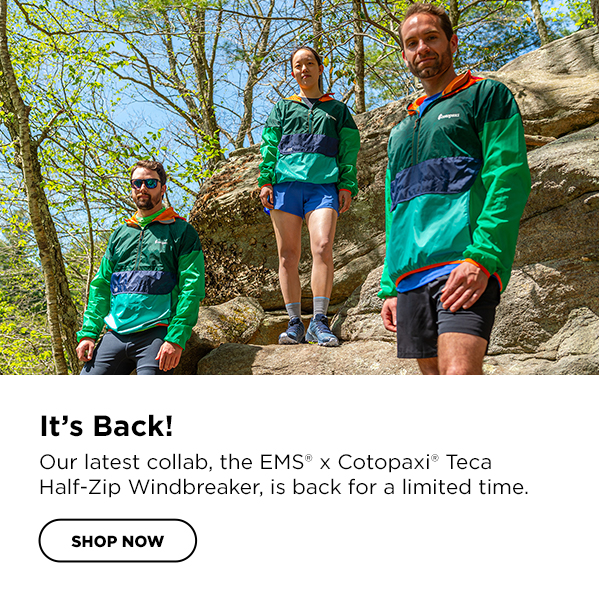 Cotopaxi
It’s Back!
Our latest collab, the EMS® x Cotopaxi® Teca
Half-Zip Windbreaker, is back for a limited time.
SHOP NOW